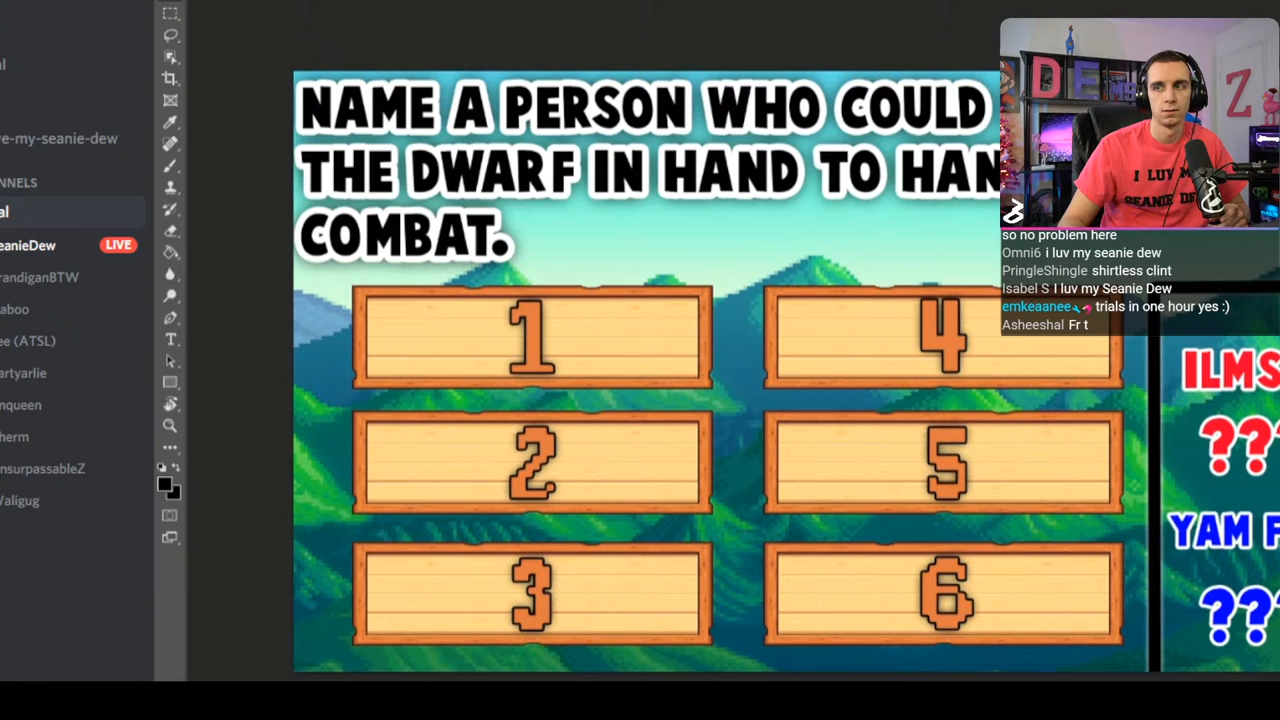 al
ve-my-seanie-dew
NNELS
al
eanieDew
LIVE
randiganBTW
aboo
ee (ATSL)
artyarlie
nqueen
herm
nsurpassableZ
Waligug
T
NAME A PERSON WHO COULD
THE DWARF IN HAND TO HAN
COMBAT.
1
4
2
5
3
6
D E
Z
I LUV M
SEANIE DE
so no problem here
Omni6 i luv my seanie dew
PringleShingle shirtless clint
Isabel S I luv my Seanie Dew
emkeaanee trials in one hour yes :)
Asheeshal Fr t
ILMS
???
YAM F
??